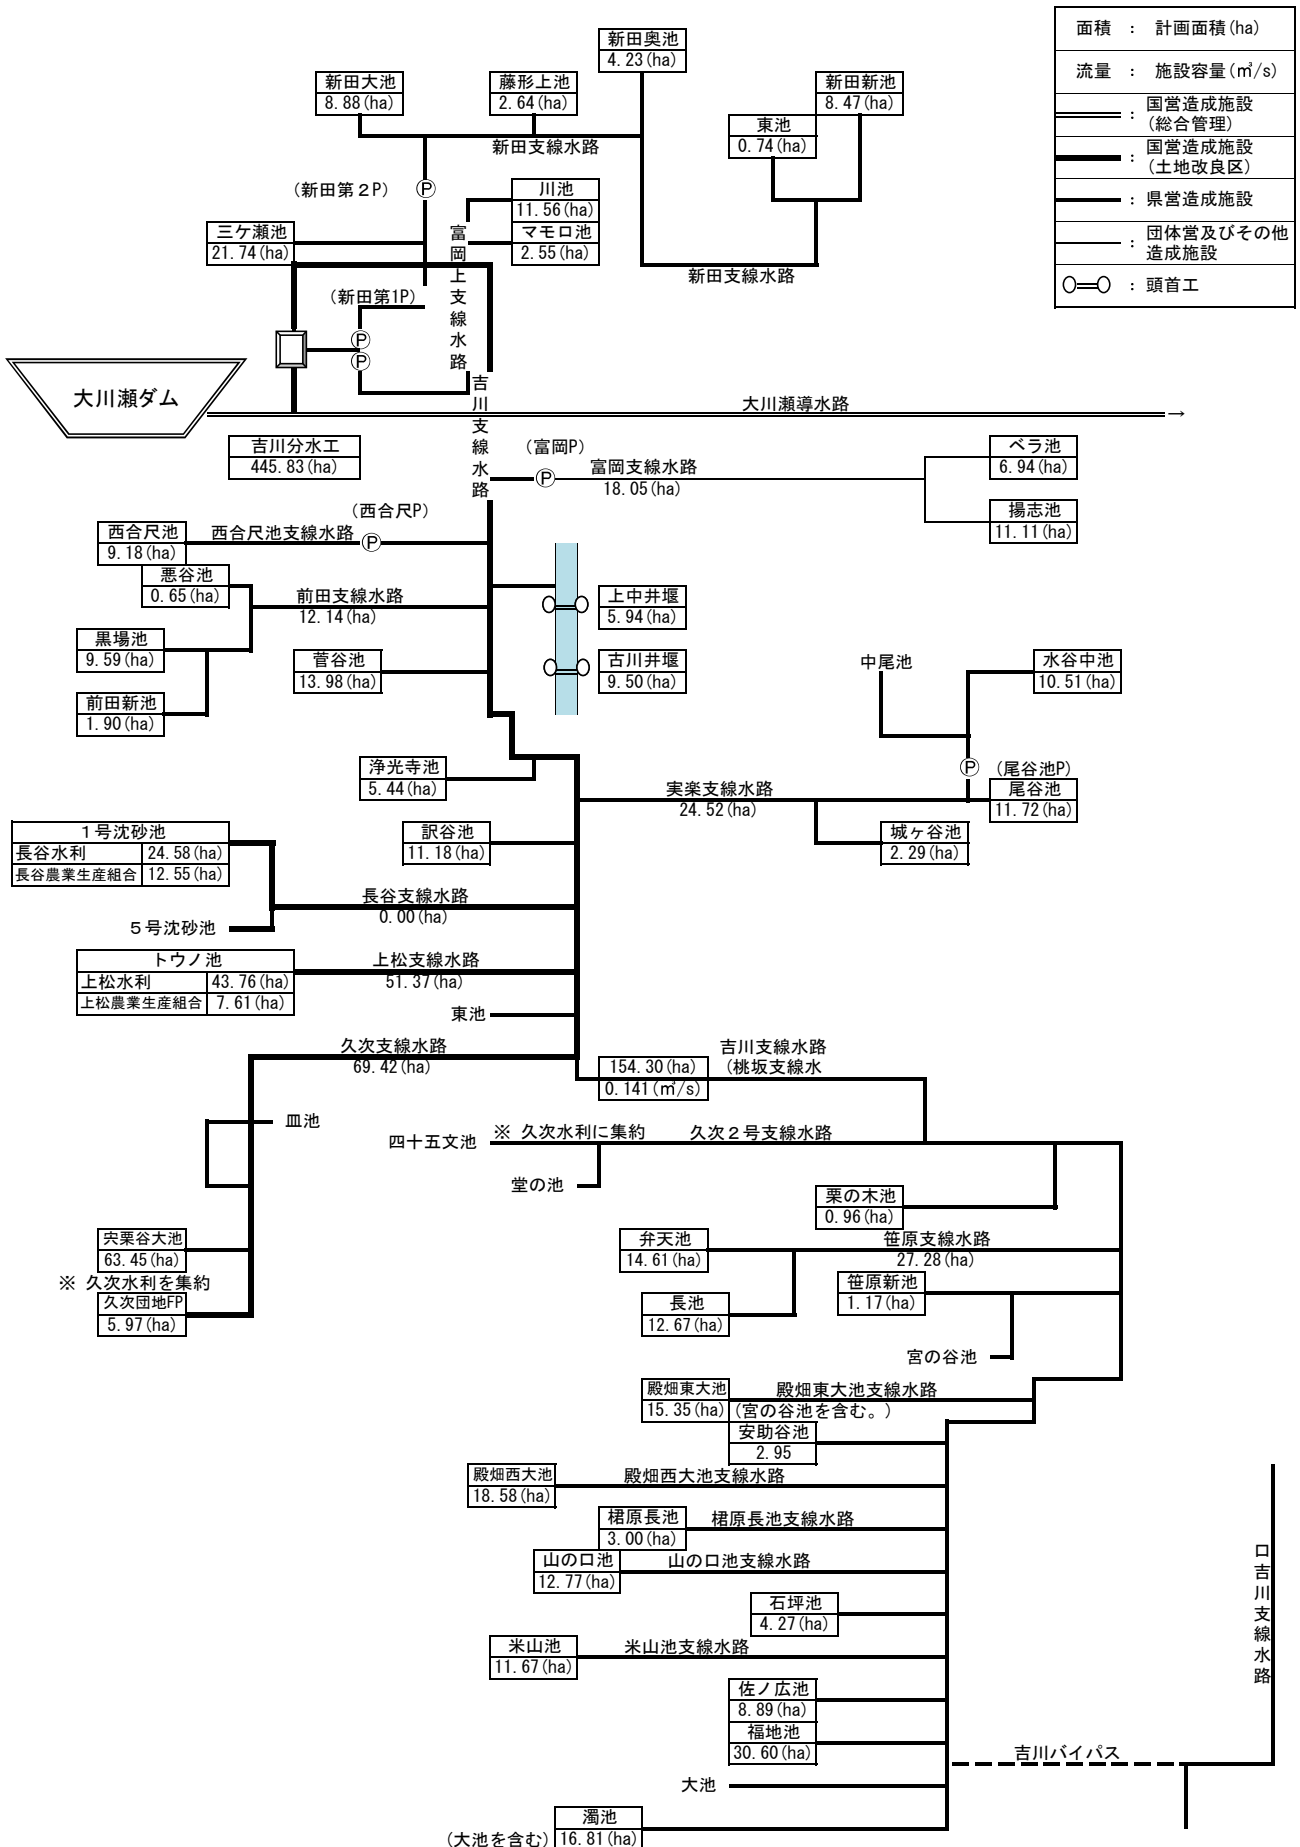 面積 : 計画面積(ha)
流量 : 施設容量(㎥/s)
: 国営造成施設
(総合管理)
: 国営造成施設
(土地改良区)
: 県営造成施設
: 団体営及びその他
造成施設
: 頭首工
新田奥池
4.23(ha)
新田大池
8.88(ha)
藤形上池
2.64(ha)
新田新池
8.47(ha)
東池
0.74(ha)
新田支線水路
(新田第2P)
P
川池
11.56(ha)
マモロ池
2.55(ha)
三ケ瀬池
21.74(ha)
富岡上支線水路
新田支線水路
(新田第1P)
P
P
大川瀬ダム
吉川支線水路
大川瀬導水路
→
吉川分水工
445.83(ha)
(富岡P)
P
富岡支線水路
18.05(ha)
ベラ池
6.94(ha)
揚志池
11.11(ha)
(西合尺P)
西合尺池
9.18(ha)
西合尺池支線水路
P
悪谷池
0.65(ha)
前田支線水路
12.14(ha)
上中井堰
5.94(ha)
黒場池
9.59(ha)
菅谷池
13.98(ha)
古川井堰
9.50(ha)
中尾池
水谷中池
10.51(ha)
前田新池
1.90(ha)
浄光寺池
5.44(ha)
P
(尾谷池P)
実楽支線水路
24.52(ha)
尾谷池
11.72(ha)
1号沈砂池
長谷水利 24.58(ha)
長谷農業生産組合 12.55(ha)
訳谷池
11.18(ha)
城ヶ谷池
2.29(ha)
長谷支線水路
0.00(ha)
5号沈砂池
トウノ池
上松水利 43.76(ha)
上松農業生産組合 7.61(ha)
上松支線水路
51.37(ha)
東池
久次支線水路
69.42(ha)
154.30(ha)
0.141(㎥/s)
吉川支線水路
(桃坂支線水
皿池
四十五文池
※ 久次水利に集約
久次2号支線水路
堂の池
栗の木池
0.96(ha)
宍栗谷大池
63.45(ha)
※ 久次水利を集約
久次団地FP
5.97(ha)
弁天池
14.61(ha)
笹原支線水路
27.28(ha)
笹原新池
1.17(ha)
長池
12.67(ha)
宮の谷池
殿畑東大池
15.35(ha)
殿畑東大池支線水路
(宮の谷池を含む。)
安助谷池
2.95
殿畑西大池
18.58(ha)
殿畑西大池支線水路
桾原長池
3.00(ha)
桾原長池支線水路
山の口池
12.77(ha)
山の口池支線水路
石坪池
4.27(ha)
米山池
11.67(ha)
米山池支線水路
口吉川支線水路
佐ノ広池
8.89(ha)
福地池
30.60(ha)
吉川バイパス
大池
濁池
(大池を含む) 16.81(ha)